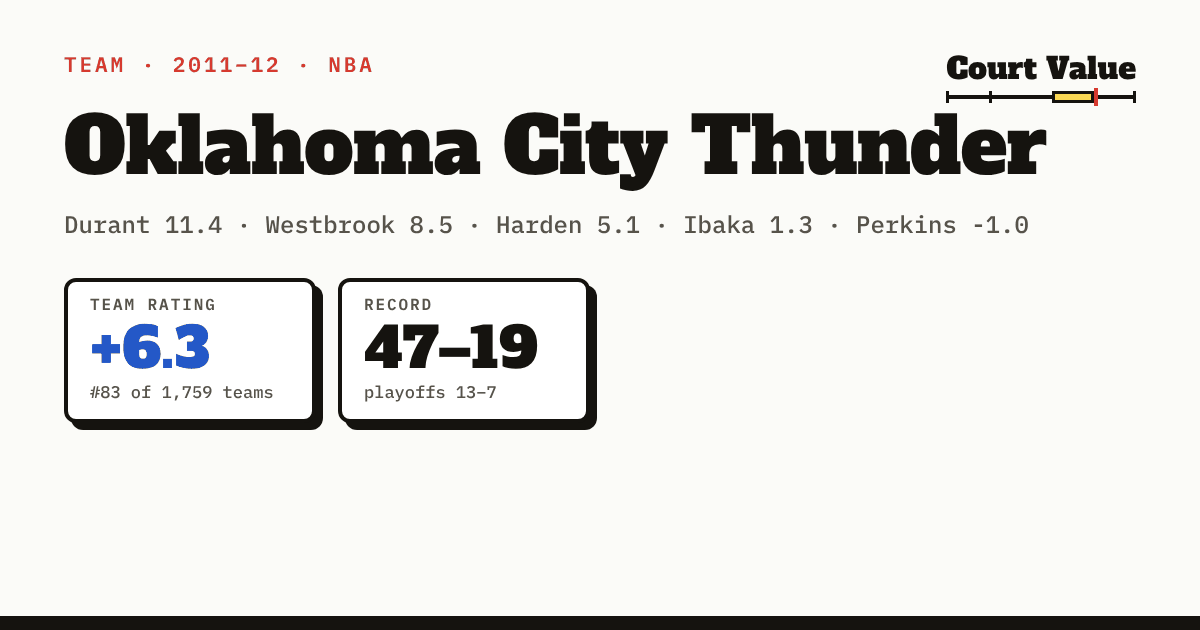 TEAM · 2011–12 · NBA
Court Value
Oklahoma City Thunder
Durant 11.4 · Westbrook 8.5 · Harden 5.1 · Ibaka 1.3 · Perkins -1.0
TEAM RATING
+6.3
#83 of 1,759 teams
RECORD
47–19
playoffs 13–7